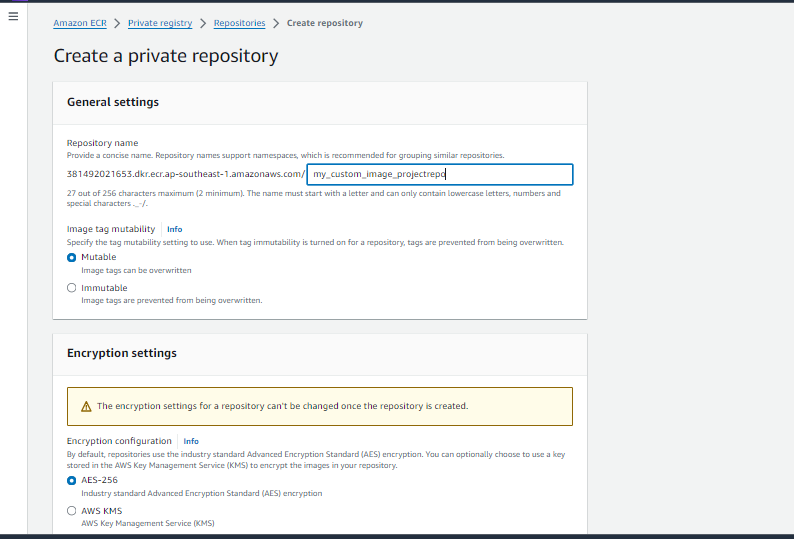 Amazon ECR > Private registry > Repositories > Create repository
Create a private repository
General settings
Repository name
Provide a concise name. Repository names support namespaces, which is recommended for grouping similar repositories.
381492021653.dkr.ecr.ap-southeast-1.amazonaws.com/ my_custom_image_projectrepo
27 out of 256 characters maximum (2 minimum). The name must start with a letter and can only contain lowercase letters, numbers and
special characters ._-/.
Image tag mutability Info
Specify the tag mutability setting to use. When tag immutability is turned on for a repository, tags are prevented from being overwritten.
Mutable
Image tags can be overwritten
Immutable
Image tags are prevented from being overwritten.
Encryption settings
The encryption settings for a repository can't be changed once the repository is created.
Encryption configuration Info
By default, repositories use the industry standard Advanced Encryption Standard (AES) encryption. You can optionally choose to use a key
stored in the AWS Key Management Service (KMS) to encrypt the images in your repository.
AES-256
Industry standard Advanced Encryption Standard (AES) encryption
AWS KMS
AWS Key Management Service (KMS)